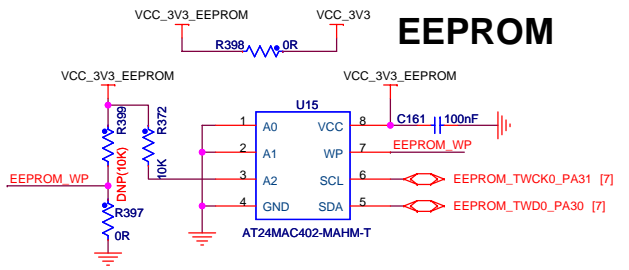 VCC_3V3_EEPROM VCC_3V3
EEPROM
R398 0R
VCC_3V3_EEPROM VCC_3V3_EEPROM
R399
DNP(10K)
R372
10K
U15
1 A0 VCC 8
C161 100nF
2 A1 WP 7 EEPROM_WP
EEPROM_WP
3 A2 SCL 6 EEPROM_TWCK0_PA31 [7]
4 GND SDA 5 EEPROM_TWD0_PA30 [7]
R397
0R
AT24MAC402-MAHM-T